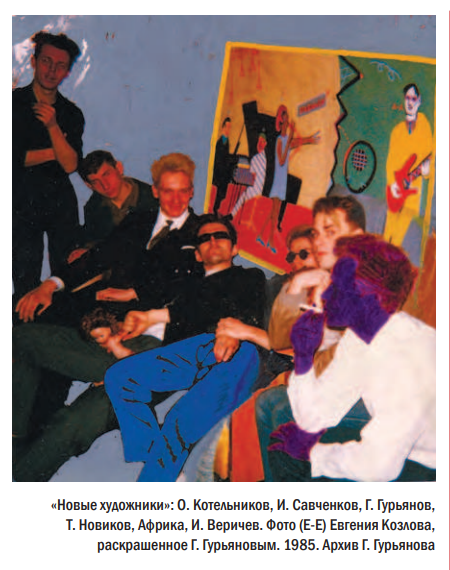 «Новые художники»: О. Котельников, И. Савченков, Г. Гурьянов,
Т. Новиков, Африка, И. Веричев. Фото (Е-Е) Евгения Козлова,
раскрашенное Г. Гурьяновым. 1985. Архив Г. Гурьянова